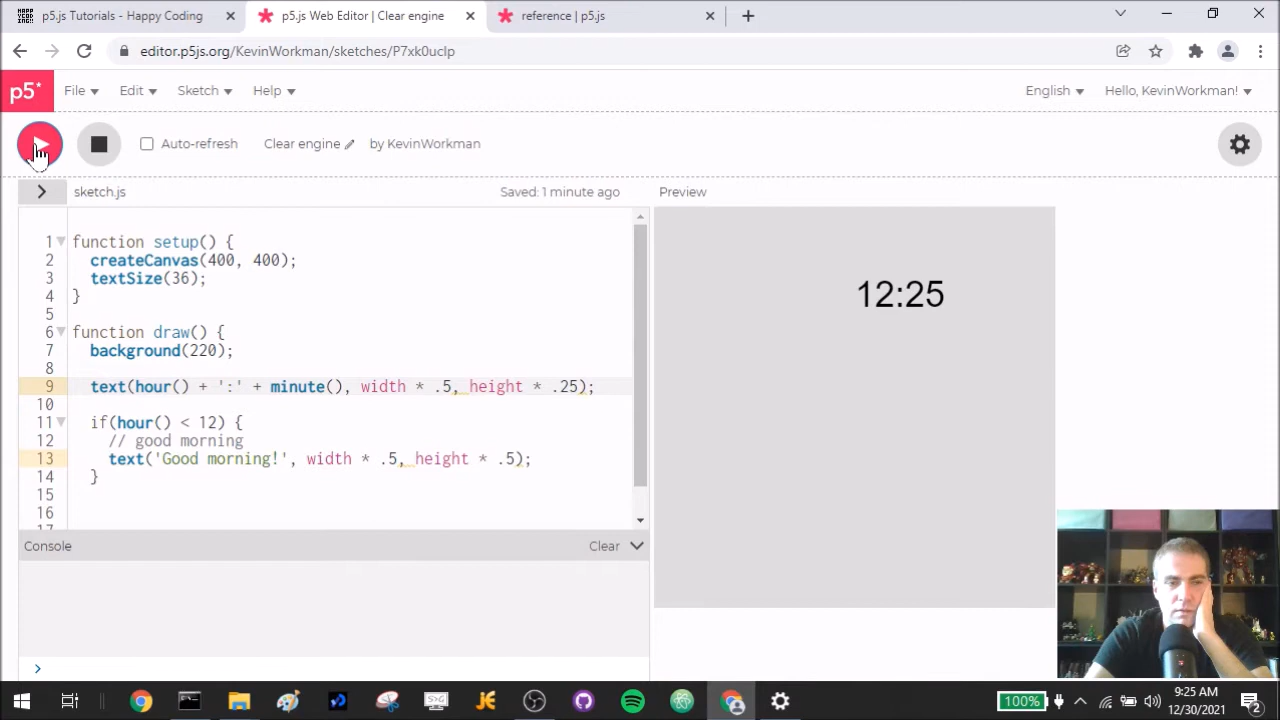 p5.js Tutorials - Happy Coding
p5.js Web Editor | Clear engine
reference | p5.js
editor.p5js.org/KevinWorkman/sketches/P7xk0uclp
p5*
File
Edit
Sketch
Help
English
Hello, KevinWorkman!
Auto-refresh
Clear engine
by KevinWorkman
sketch.js
Saved: 1 minute ago
Preview
1 function setup() {
2 createCanvas(400, 400);
3 textSize(36);
4 }
5
6 function draw() {
7 background(220);
8
9 text(hour() + ':' + minute(), width * .5, height * .25);
10
11 if(hour() < 12) {
12 // good morning
13 text('Good morning!', width * .5, height * .5);
14 }
15
16
17
12:25
Console
Clear
>
100%
9:25 AM
12/30/2021
2